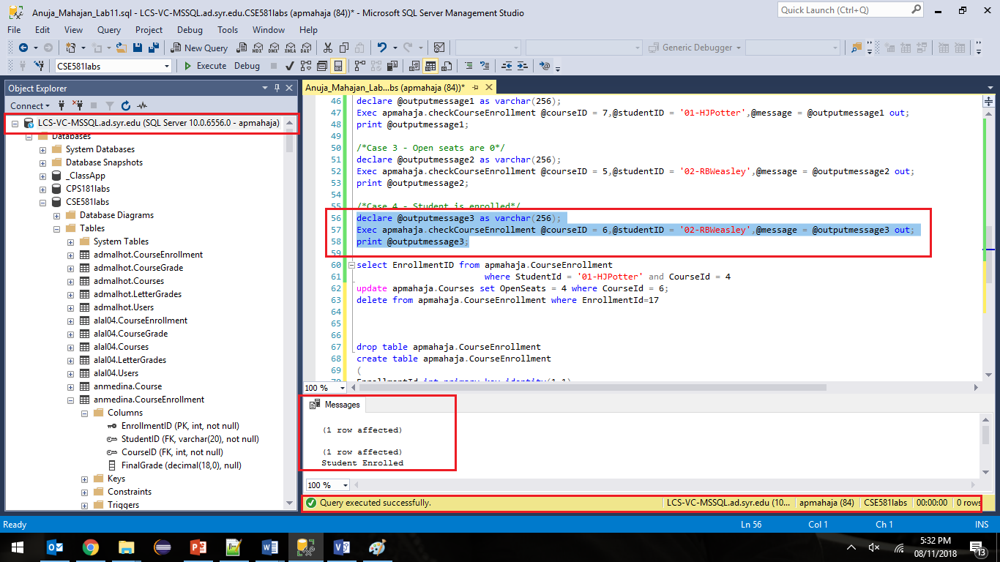 Anuja_Mahajan_Lab11.sql - LCS-VC-MSSQL.ad.syr.edu.CSE581labs (apmahaja (84))* - Microsoft SQL Server Management Studio
Quick Launch (Ctrl+Q)
File Edit View Query Project Debug Tools Window Help
New Query MDX DMX XMLA DAX Generic Debugger
CSE581labs Execute Debug
Object Explorer
Connect
LCS-VC-MSSQL.ad.syr.edu (SQL Server 10.0.6556.0 - apmahaja)
Databases
System Databases
Database Snapshots
_ClassApp
CPS181labs
CSE581labs
Database Diagrams
Tables
System Tables
admalhot.CourseEnrollment
admalhot.CourseGrade
admalhot.Courses
admalhot.LetterGrades
admalhot.Users
alal04.CourseEnrollment
alal04.CourseGrade
alal04.Courses
alal04.LetterGrades
alal04.Users
anmedina.Course
anmedina.CourseEnrollment
Columns
EnrollmentID (PK, int, not null)
StudentID (FK, varchar(20), not null)
CourseID (FK, int, not null)
FinalGrade (decimal(18,0), null)
Keys
Constraints
Triggers
Anuja_Mahajan_Lab...bs (apmahaja (84))*
46 declare @outputmessage1 as varchar(256);
47 Exec apmahaja.checkCourseEnrollment @courseID = 7,@studentID = '01-HJPotter',@message = @outputmessage1 out;
48 print @outputmessage1;
49
50 /*Case 3 - Open seats are 0*/
51 declare @outputmessage2 as varchar(256);
52 Exec apmahaja.checkCourseEnrollment @courseID = 5,@studentID = '02-RBWeasley',@message = @outputmessage2 out;
53 print @outputmessage2;
54
55 /*Case 4 - Student is enrolled*/
56 declare @outputmessage3 as varchar(256);
57 Exec apmahaja.checkCourseEnrollment @courseID = 6,@studentID = '02-RBWeasley',@message = @outputmessage3 out;
58 print @outputmessage3;
59
60 select EnrollmentID from apmahaja.CourseEnrollment
61 where StudentId = '01-HJPotter' and CourseId = 4
62 update apmahaja.Courses set OpenSeats = 4 where CourseId = 6;
63 delete from apmahaja.CourseEnrollment where EnrollmentId=17
64
65
66
67 drop table apmahaja.CourseEnrollment
68 create table apmahaja.CourseEnrollment
69 (
70 EnrollmentId int primary key identity(1,1)
100 %
Messages
(1 row affected)
(1 row affected)
Student Enrolled
100 %
Query executed successfully. LCS-VC-MSSQL.ad.syr.edu (10... apmahaja (84) CSE581labs 00:00:00 0 rows
Ready Ln 56 Col 1 Ch 1 INS
5:32 PM
08/11/2018
13